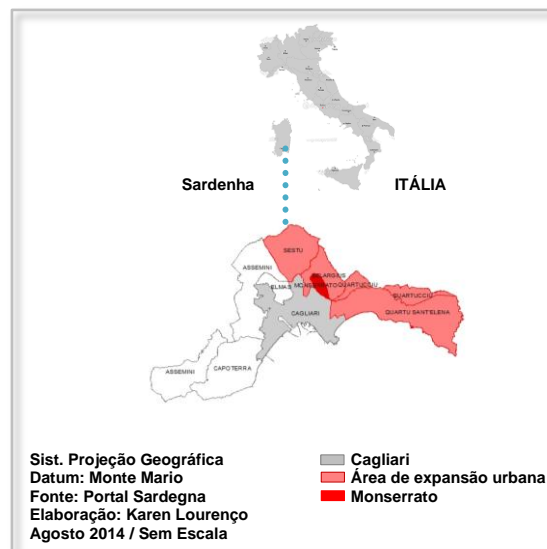 Sardenha
ITÁLIA
SESTU
ASSEMINI
ELMAS
MONSERRATO
QUARTUCCIU
QUARTUCCIU
QUARTU SANT'ELENA
CAGLIARI
ASSEMINI
CAPOTERRA
Sist. Projeção Geográfica
Datum: Monte Mario
Fonte: Portal Sardegna
Elaboração: Karen Lourenço
Agosto 2014 / Sem Escala
Cagliari
Área de expansão urbana
Monserrato